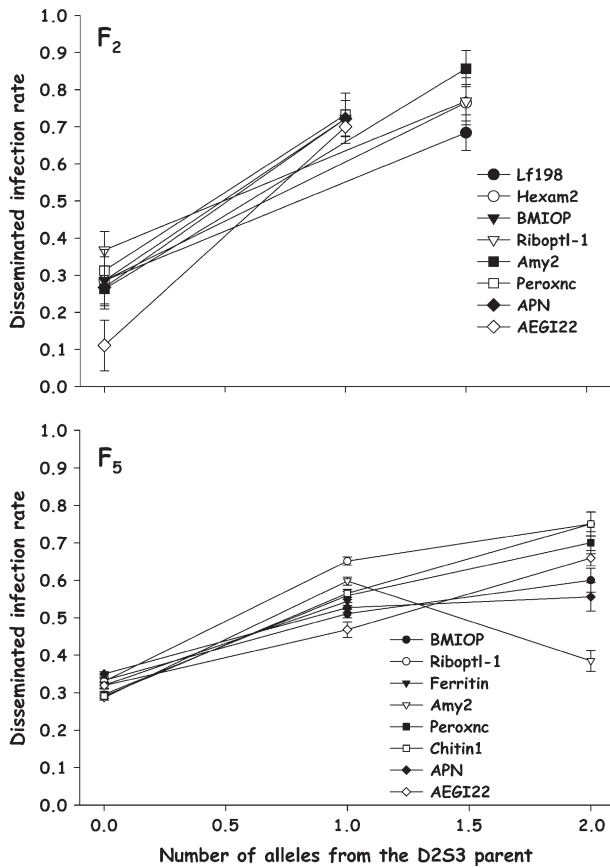 F2
Disseminated infection rate
1.0
0.9
0.8
0.7
0.6
0.5
0.4
0.3
0.2
0.1
0.0
Lf198
Hexam2
BMIOP
Riboptl-1
Amy2
Peroxnc
APN
AEGI22
F5
Disseminated infection rate
1.0
0.9
0.8
0.7
0.6
0.5
0.4
0.3
0.2
0.1
0.0
BMIOP
Riboptl-1
Ferritin
Amy2
Peroxnc
Chitin1
APN
AEGI22
0.0 0.5 1.0 1.5 2.0
Number of alleles from the D2S3 parent